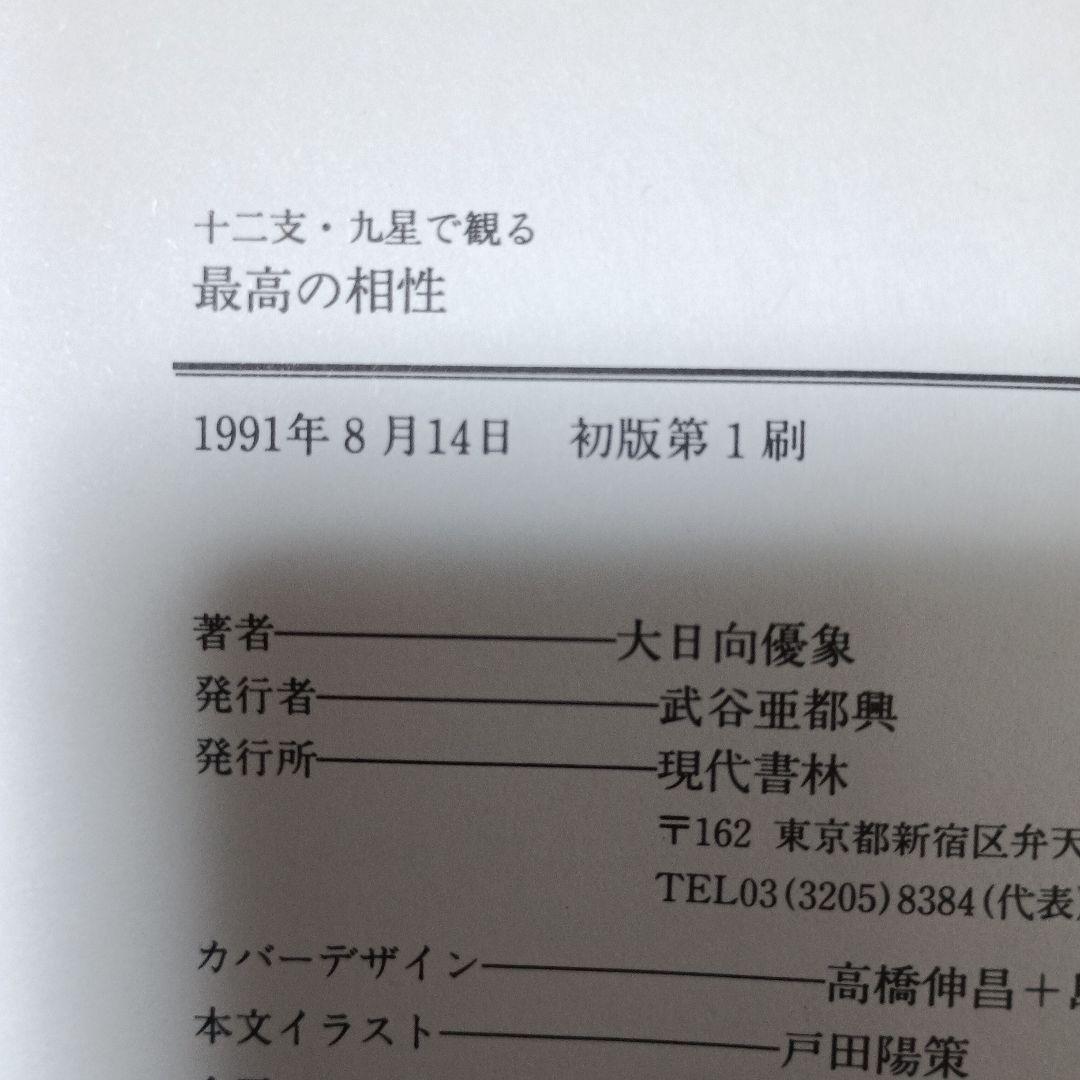 十二支・九星で観る
最高の相性
1991年8月14日 初版第1刷
著者――――大日向優象
発行者――――武谷亜都興
発行所――――現代書林
〒162 東京都新宿区弁天
TEL03(3205)8384(代表)
カバーデザイン――――高橋伸昌＋
本文イラスト――――戸田陽策